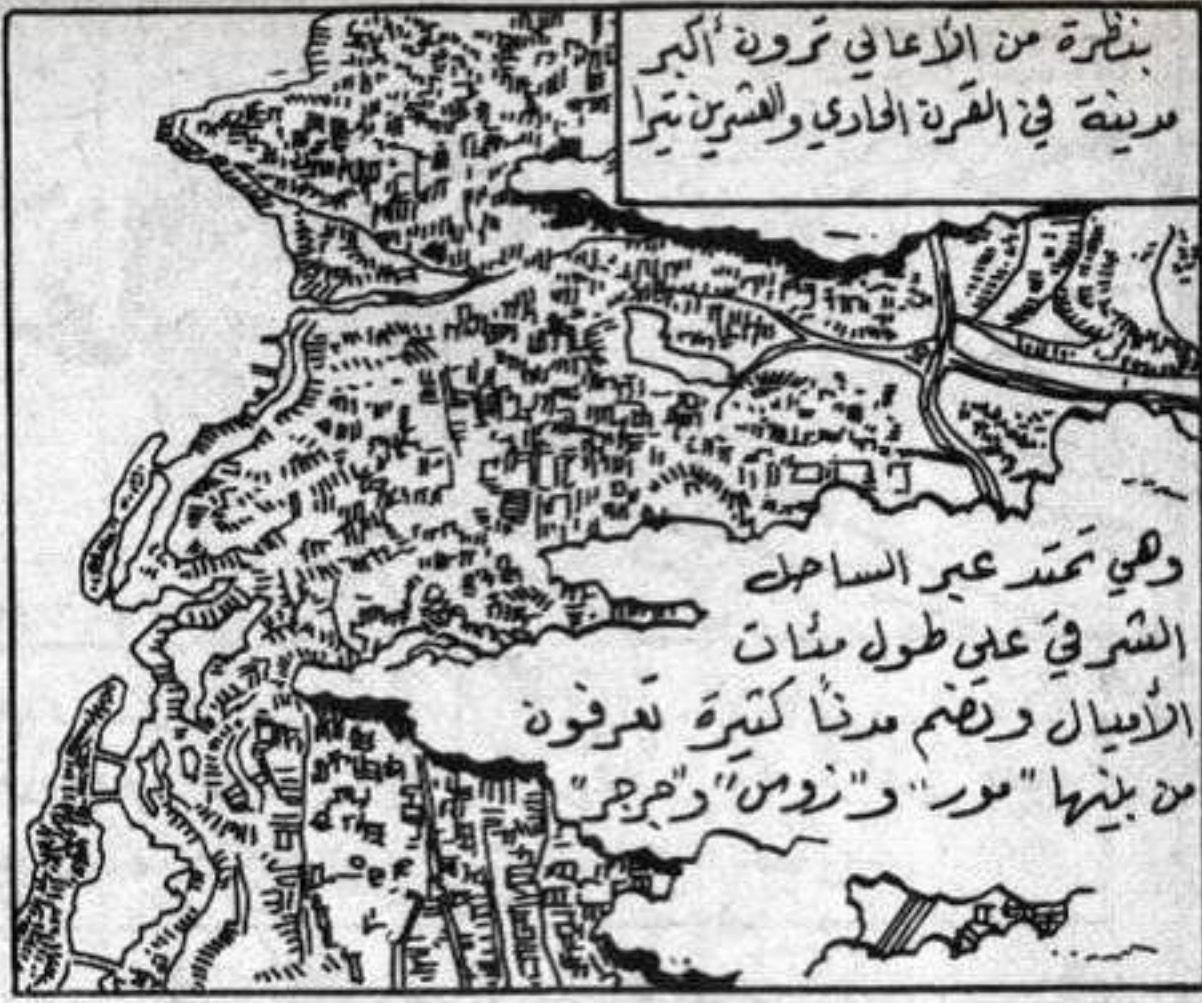 بنظرة من الأعالي ترون أكبر
مدينة في القرن الحادي والعشرين تيرا
وهي تمتد عبر الساحل
الشرقي على طول مئات
الأميال وتضم مدناً كثيرة تعرفون
من بينها "مور" و"زوس" و"جرجر"